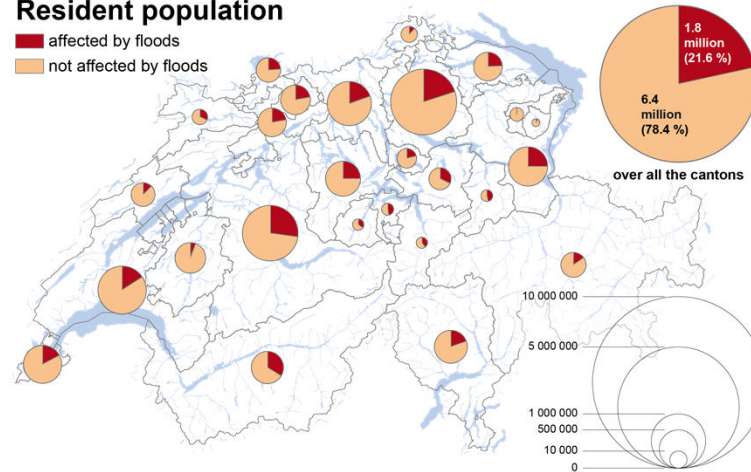 Resident population
affected by floods
not affected by floods
1.8
million
(21.6 %)
6.4
million
(78.4 %)
over all the cantons
10 000 000
5 000 000
1 000 000
500 000
10 000
0